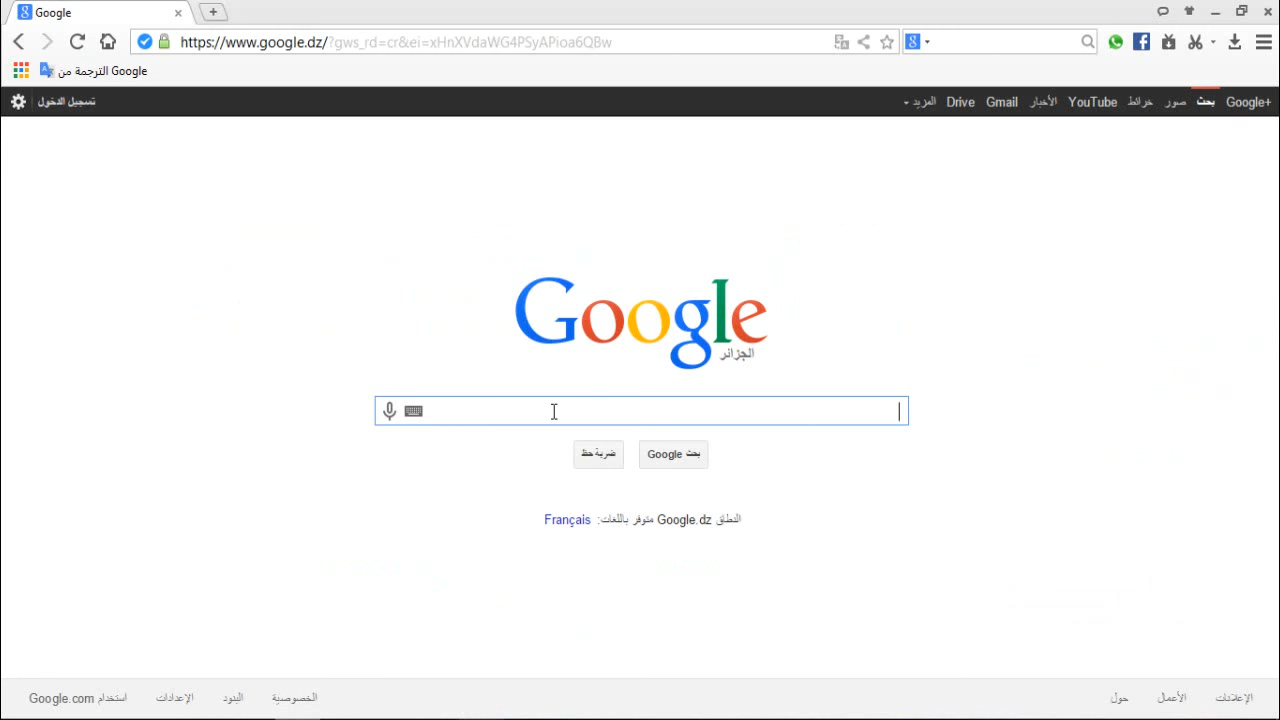 Google
https://www.google.dz/?gws_rd=cr&ei=xHnXVdaWG4PSyAPioa6QBw
الترجمة من Google
Google+ بحث صور خرائط YouTube الأخبار Gmail Drive المزيد تسجيل الدخول
Google
الجزائر
بحث Google ضربة حظ
النطاق Google.dz متوفر باللغات: Français
الإعلانات الأعمال حول الخصوصية البنود الإعدادات استخدام Google.com